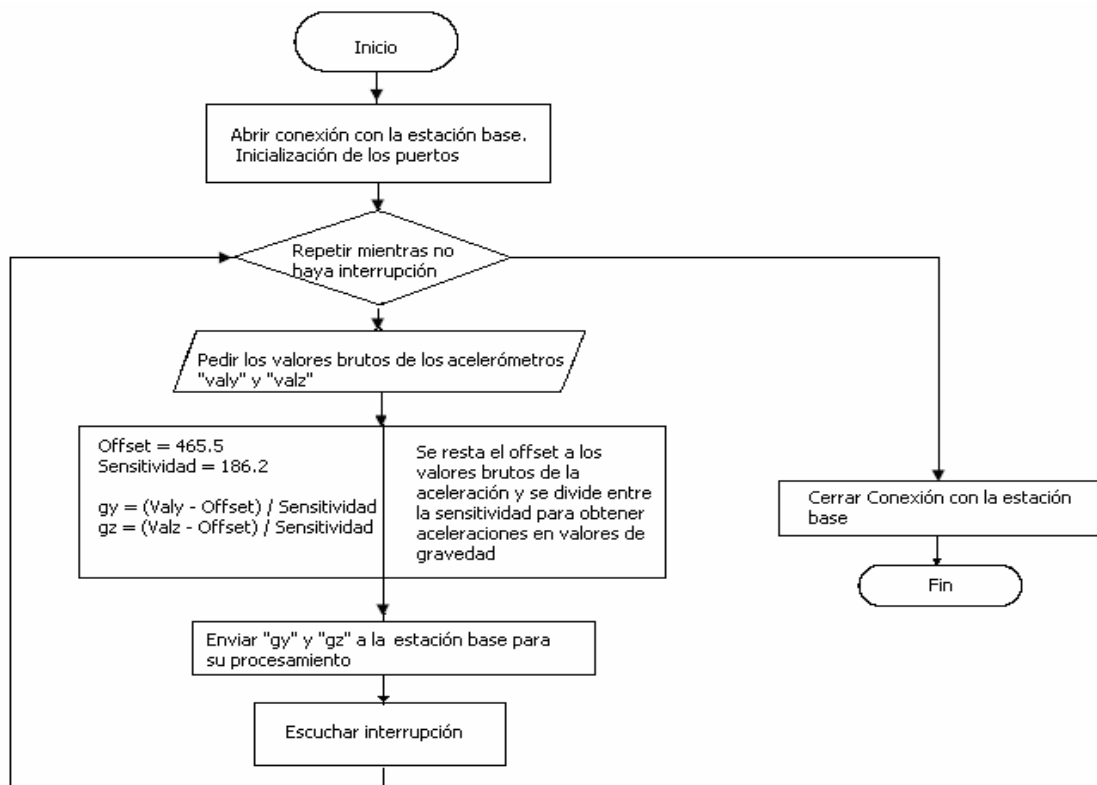 Inicio
Abrir conexión con la estación base.
Inicialización de los puertos
Repetir mientras no
haya interrupción
Pedir los valores brutos de los acelerómetros
"valy" y "valz"
Offset = 465.5
Sensitividad = 186.2
gy = (Valy - Offset) / Sensitividad
gz = (Valz - Offset) / Sensitividad
Se resta el offset a los
valores brutos de la
aceleración y se divide entre
la sensitividad para obtener
aceleraciones en valores de
gravedad
Enviar "gy" y "gz" a la estación base para
su procesamiento
Escuchar interrupción
Cerrar Conexión con la estación
base
Fin